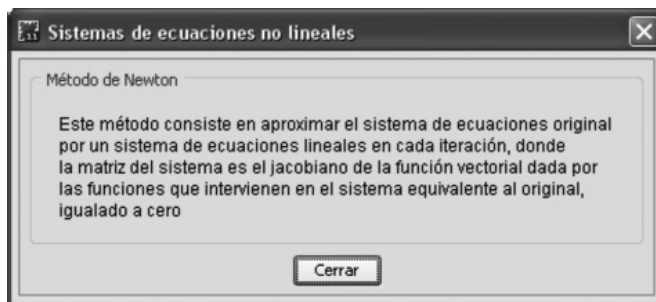 Sistemas de ecuaciones no lineales
Método de Newton
Este método consiste en aproximar el sistema de ecuaciones original
por un sistema de ecuaciones lineales en cada iteración, donde
la matriz del sistema es el jacobiano de la función vectorial dada por
las funciones que intervienen en el sistema equivalente al original,
igualado a cero
Cerrar